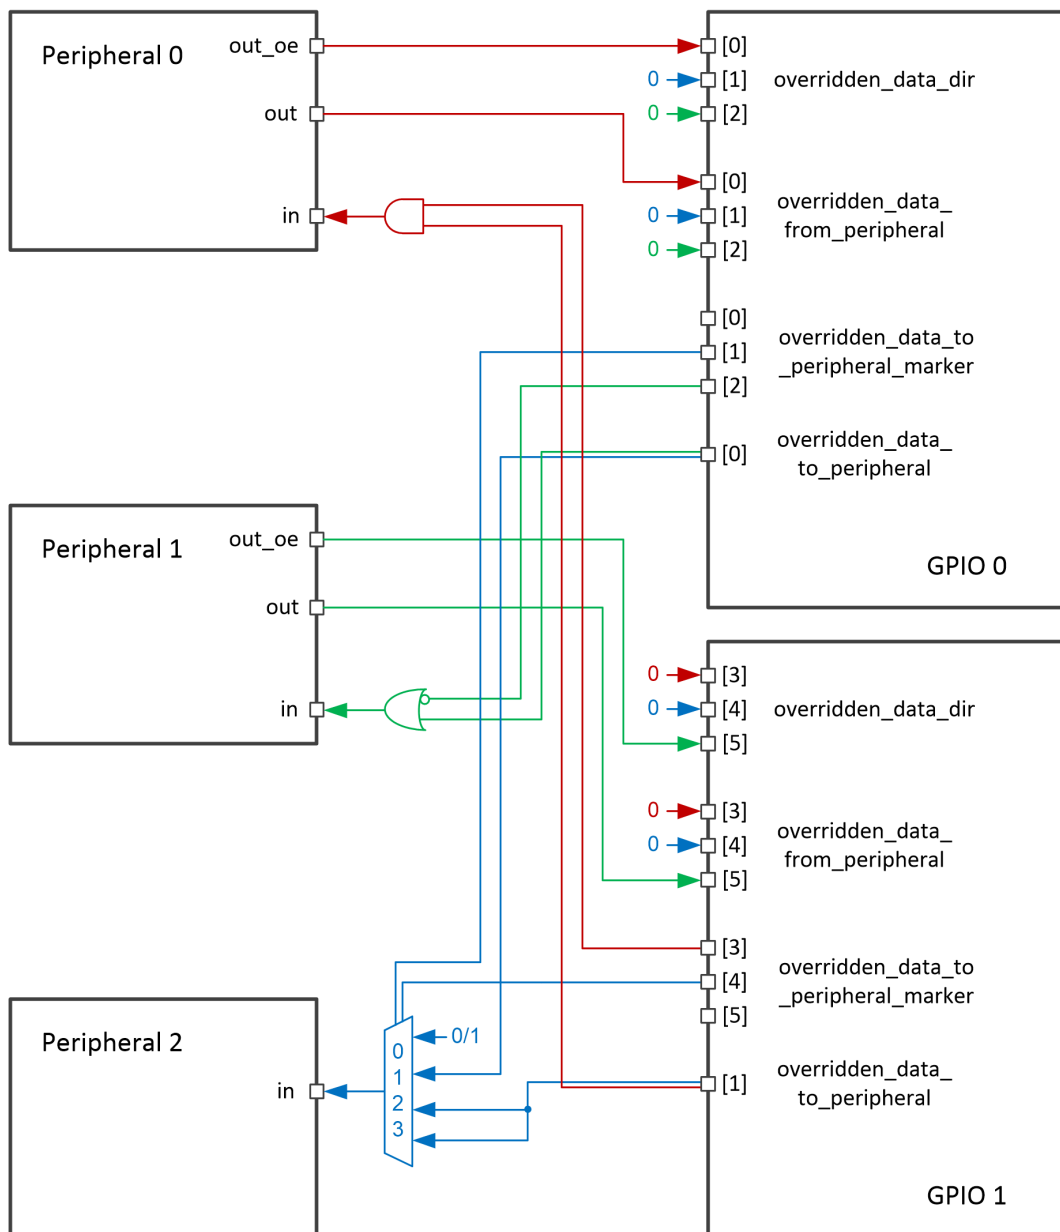 Peripheral 0
out_oe
out
in
[0]
0
[1]
overridden_data_dir
0
[2]
[0]
0
[1]
overridden_data_
from_peripheral
0
[2]
[0]
[1]
overridden_data_to
_peripheral_marker
[2]
[0]
overridden_data_
to_peripheral
GPIO 0
Peripheral 1
out_oe
out
in
0
[3]
0
[4]
overridden_data_dir
[5]
0
[3]
0
[4]
overridden_data_
from_peripheral
[5]
[3]
[4]
overridden_data_to
_peripheral_marker
[5]
[1]
overridden_data_
to_peripheral
GPIO 1
Peripheral 2
in
0/1
0
1
2
3